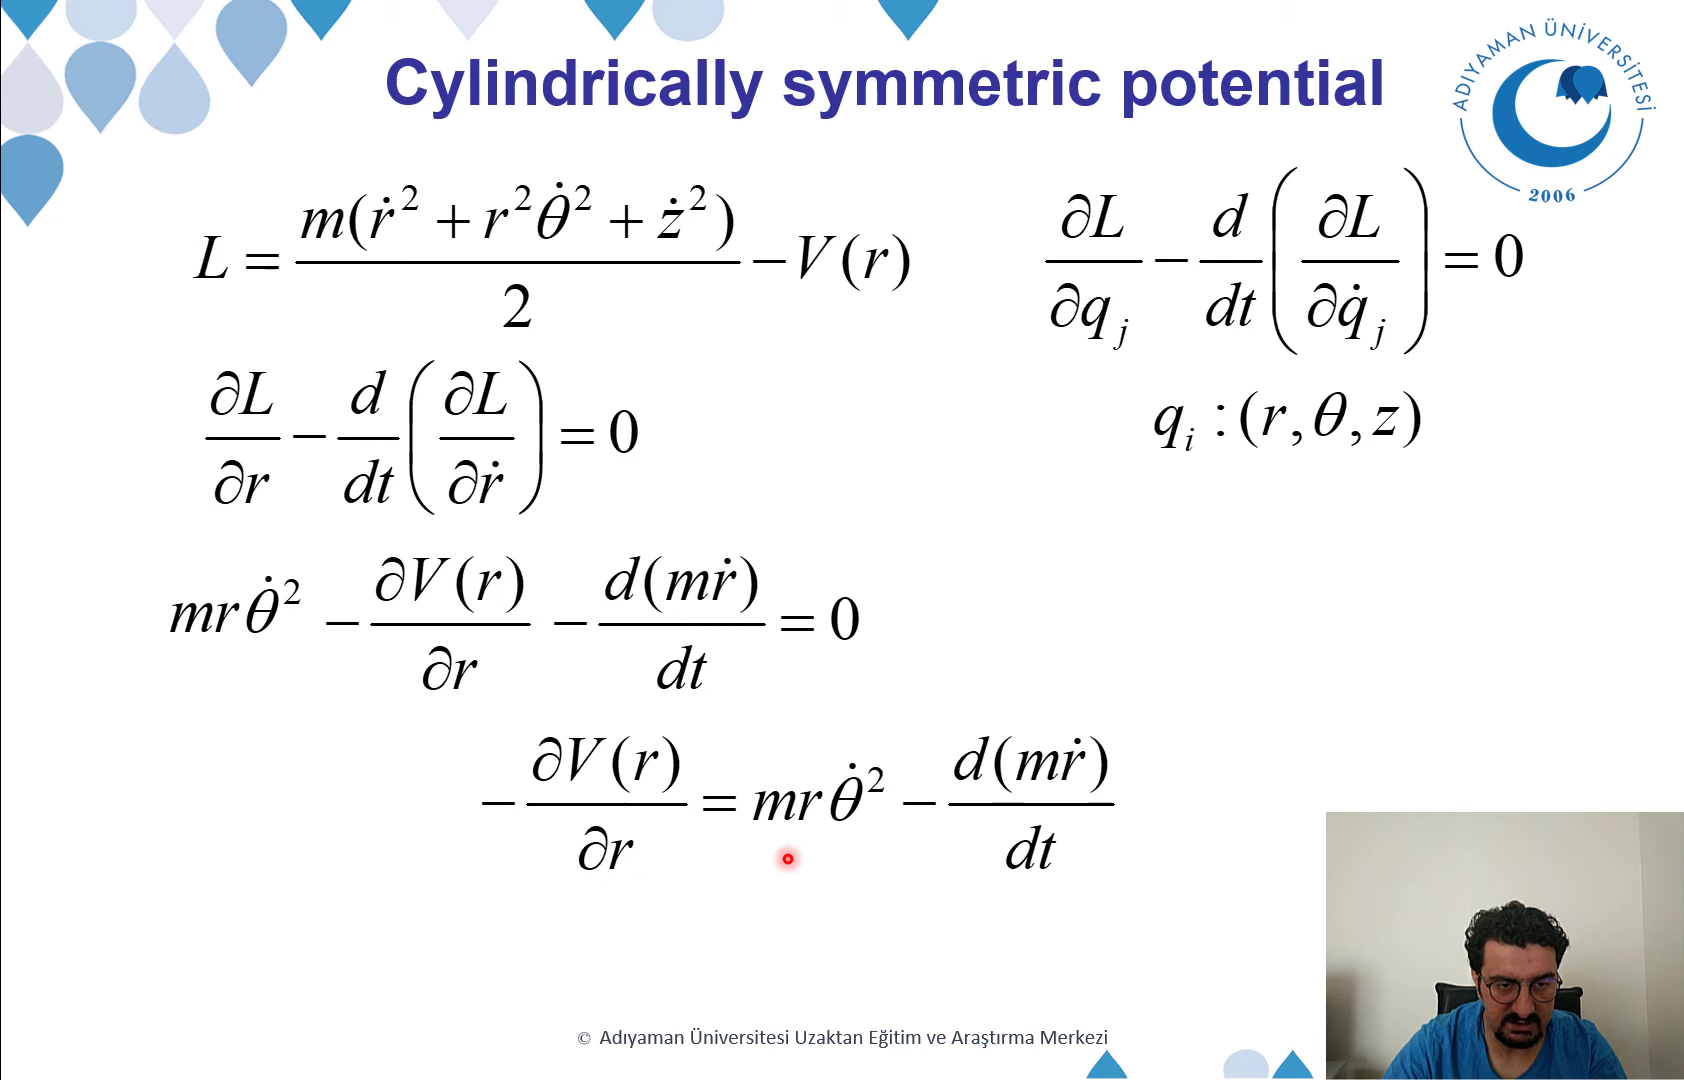 Cylindrically symmetric potential
ADIYAMAN ÜNİVERSİTESİ
2006
L = m(ṙ² + r²θ̇² + ż²) / 2 − V(r)
∂L/∂q_j − d/dt (∂L/∂q̇_j) = 0
∂L/∂r − d/dt (∂L/∂ṙ) = 0
q_i : (r, θ, z)
mrθ̇² − ∂V(r)/∂r − d(mṙ)/dt = 0
− ∂V(r)/∂r = mrθ̇² − d(mṙ)/dt
© Adıyaman Üniversitesi Uzaktan Eğitim ve Araştırma Merkezi